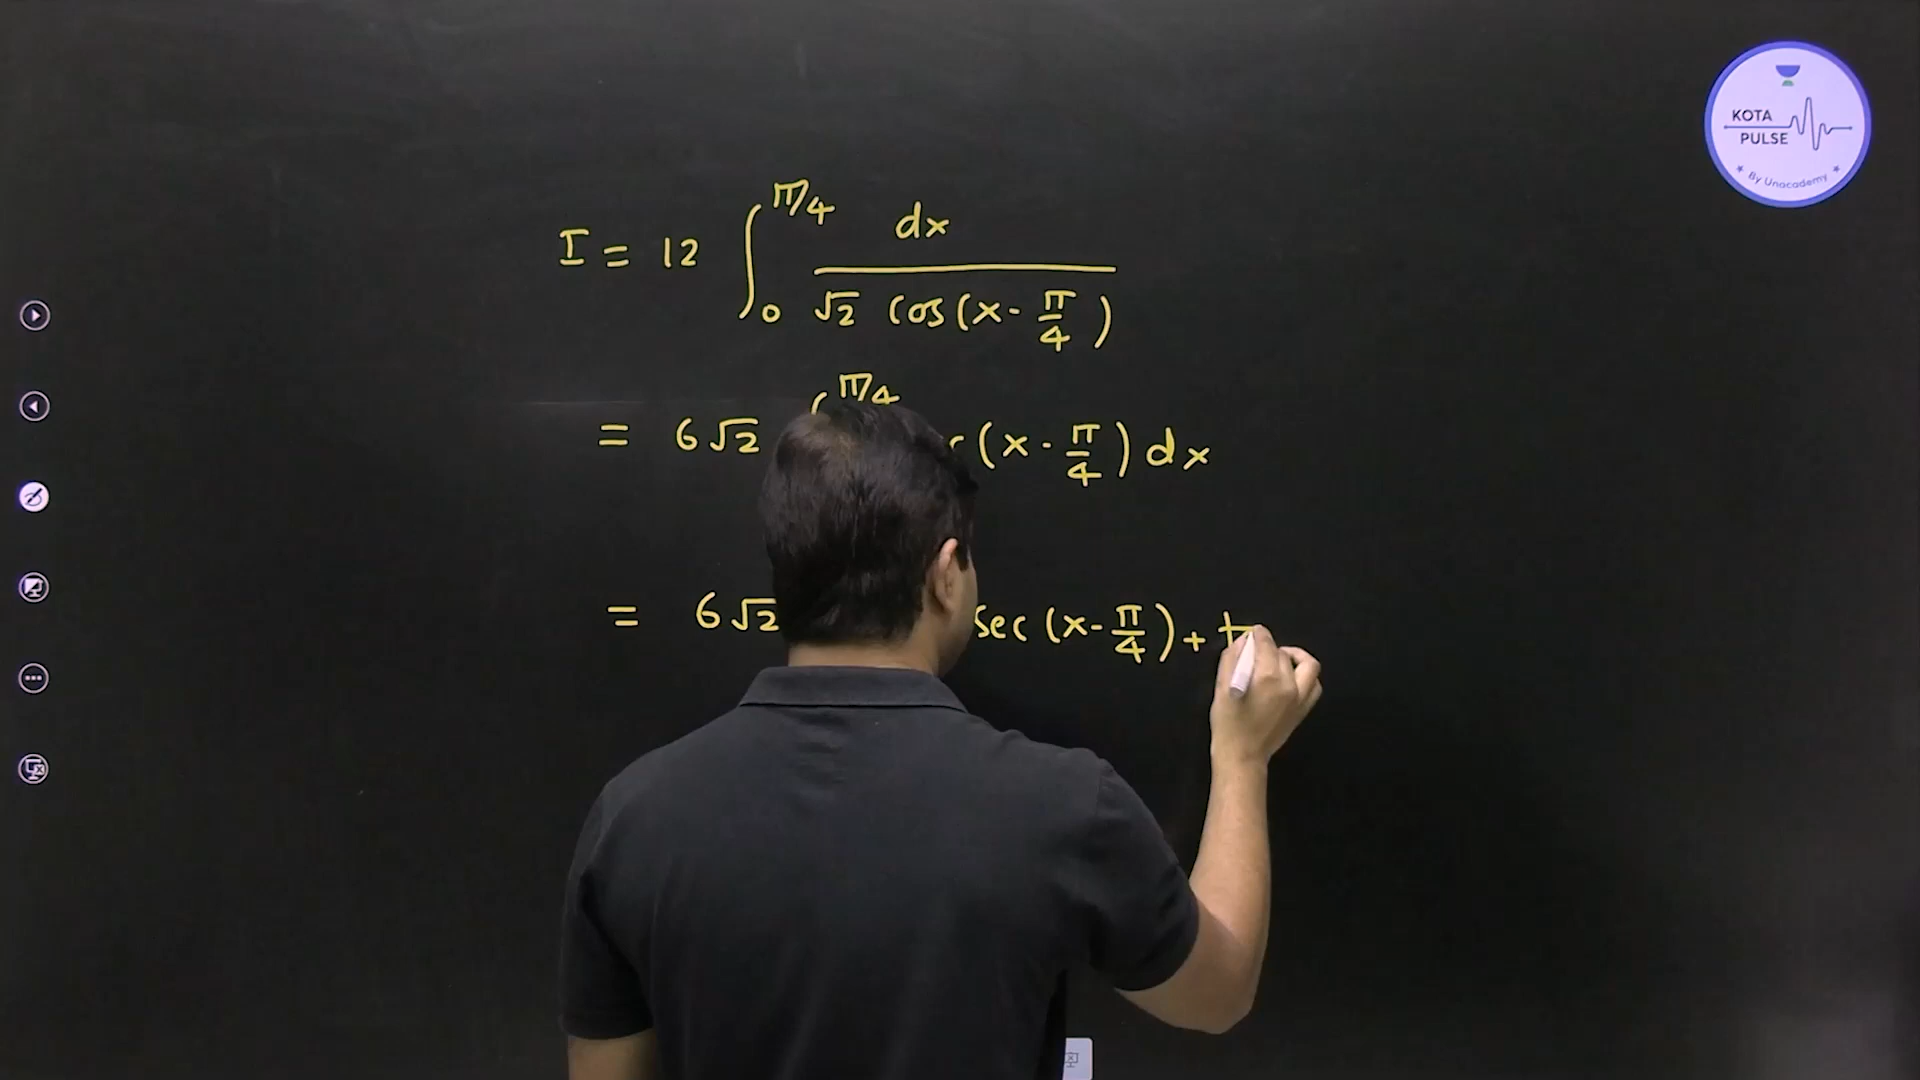 KOTA
PULSE
★ By Unacademy ★
I = 12 ∫₀^π/4 dx / √2 cos(x - π/4)
= 6√2 π/4 (x - π/4) dx
= 6√2 sec (x - π/4) +